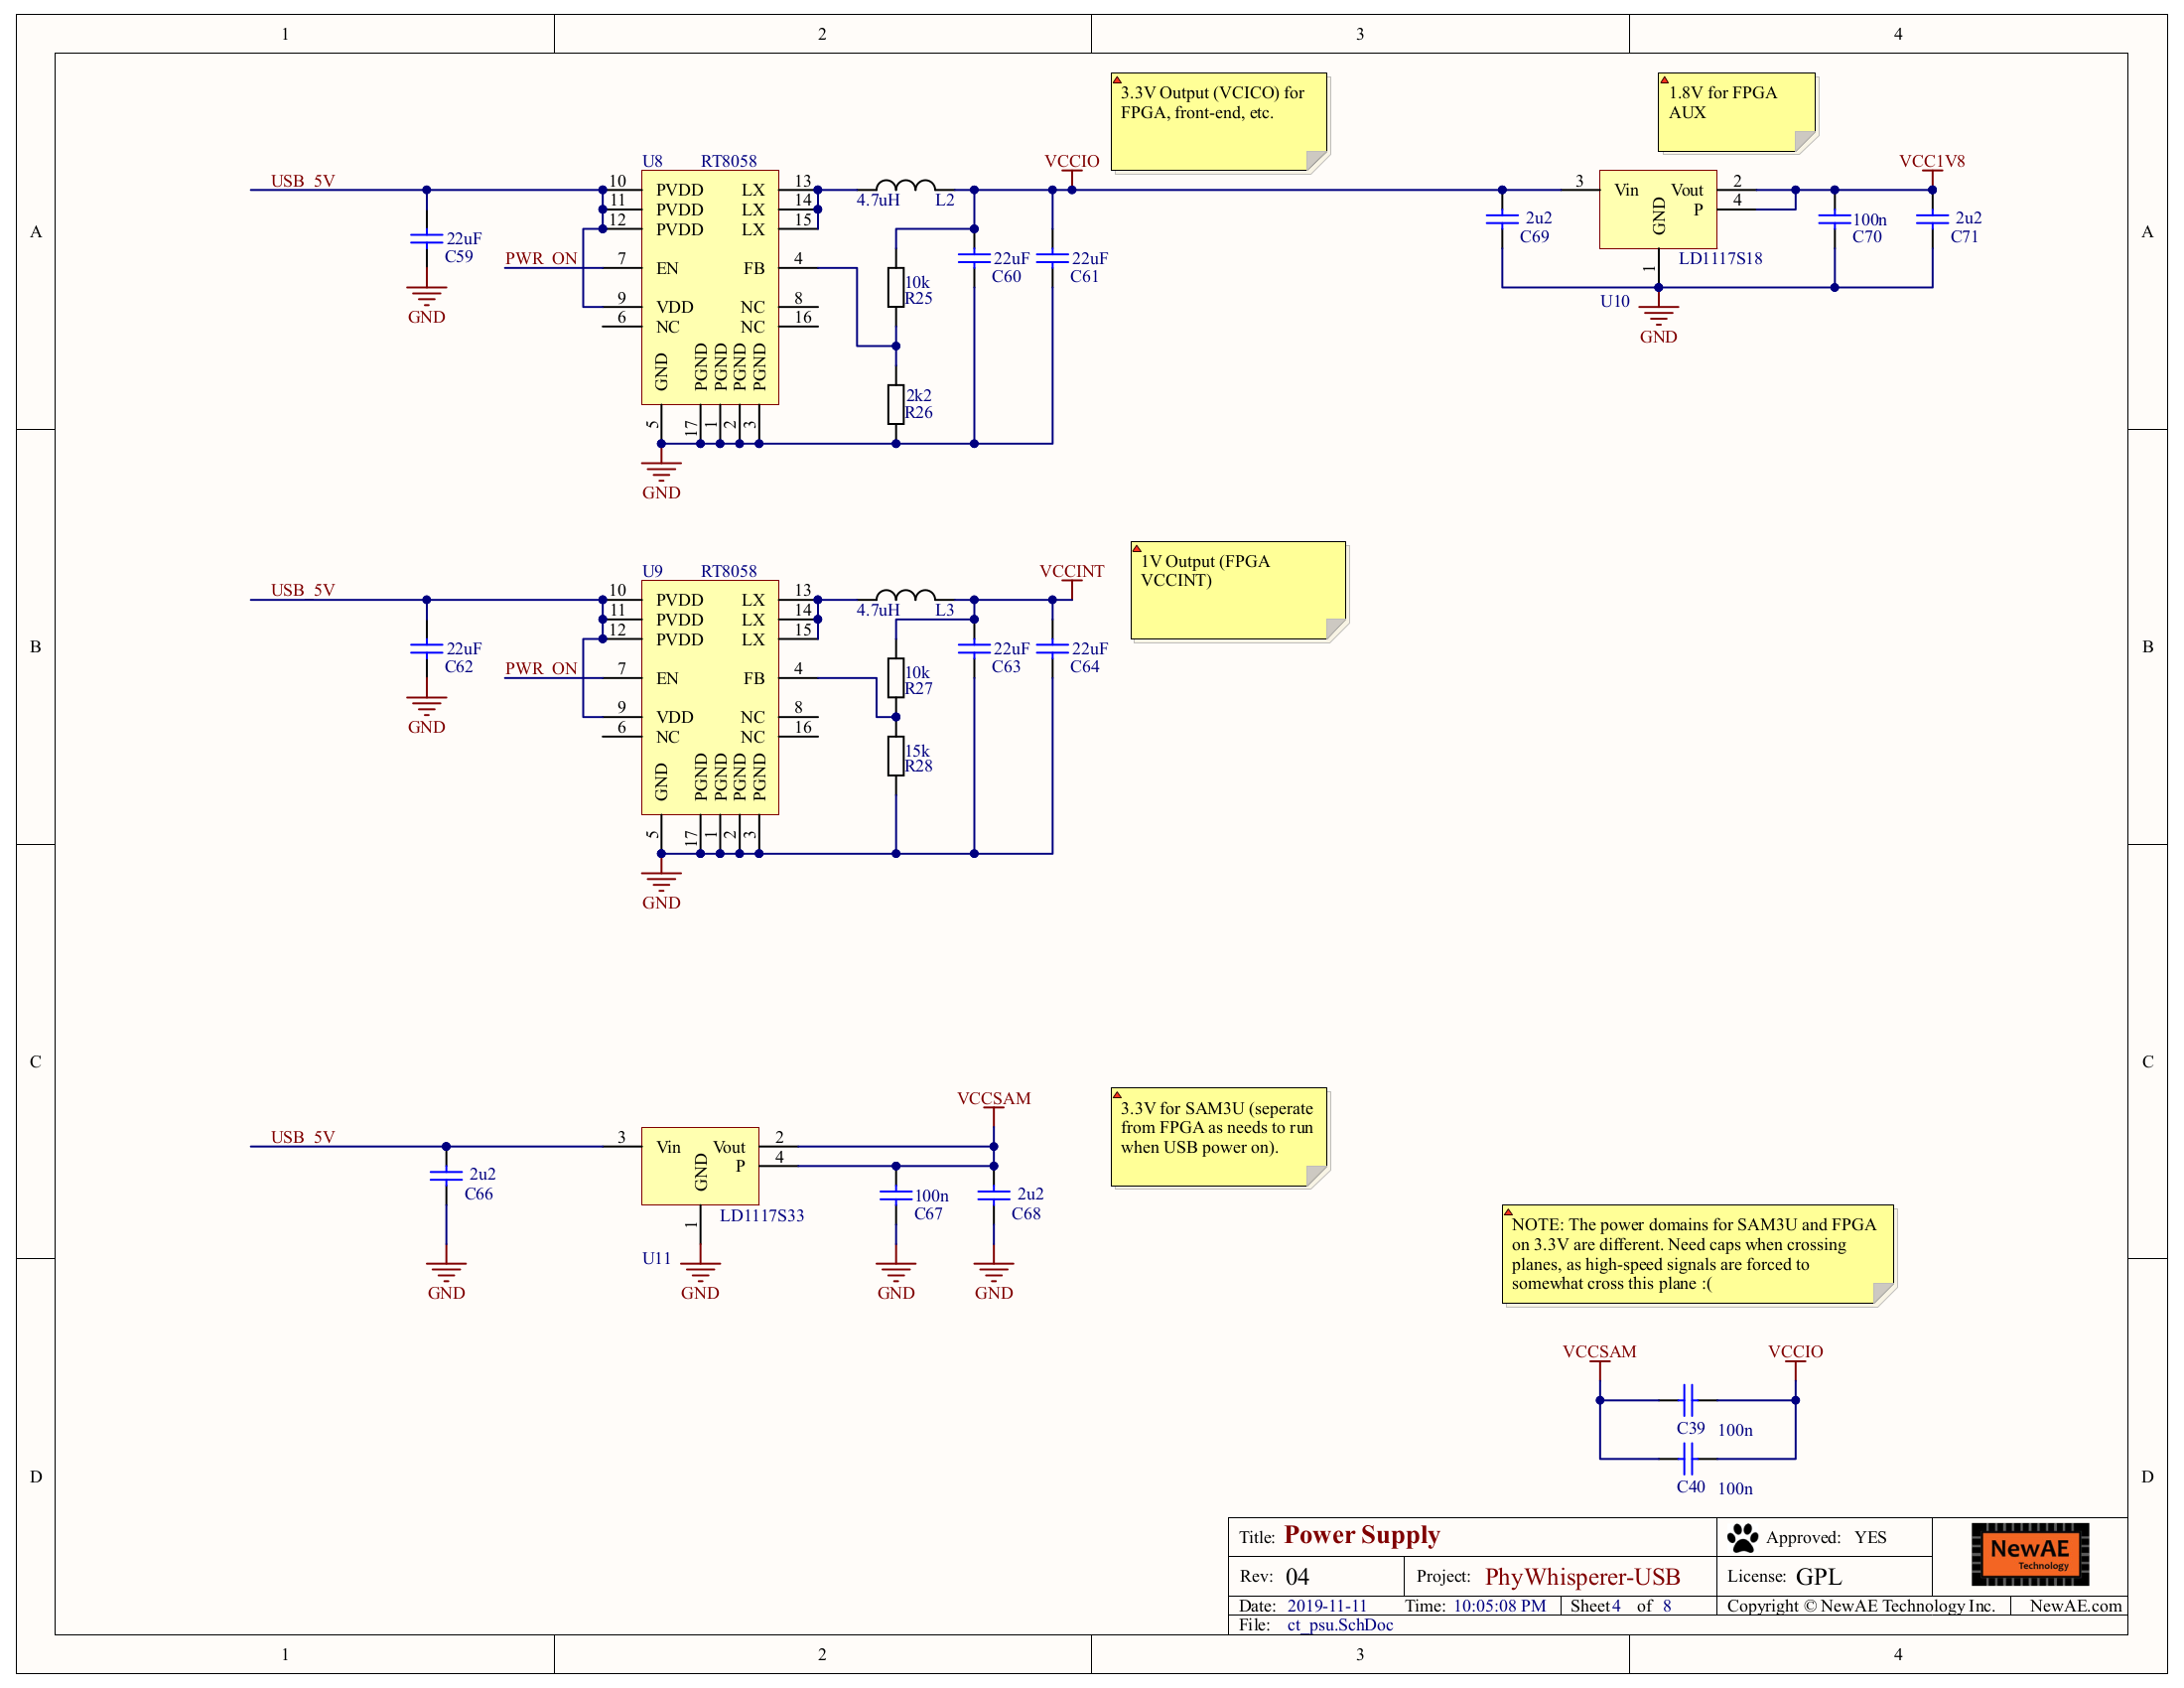 1 2 3 4
A A
B B
C C
D D
3.3V Output (VCICO) for
FPGA, front-end, etc.
1.8V for FPGA
AUX
USB_5V
22uF
C59
GND
PWR_ON
U8 RT8058
10 PVDD LX 13
11 PVDD LX 14
12 PVDD LX 15
7 EN FB 4
9 VDD NC 8
6 NC NC 16
GND PGND PGND PGND PGND
5 17 1 2 3
GND
4.7uH L2
10k
R25
2k2
R26
22uF
C60
22uF
C61
VCCIO
2u2
C69
3 Vin Vout 2
P 4
GND
1
LD1117S18
U10
GND
100n
C70
2u2
C71
VCC1V8
1V Output (FPGA
VCCINT)
USB_5V
22uF
C62
GND
PWR_ON
U9 RT8058
10 PVDD LX 13
11 PVDD LX 14
12 PVDD LX 15
7 EN FB 4
9 VDD NC 8
6 NC NC 16
GND PGND PGND PGND PGND
5 17 1 2 3
GND
4.7uH L3
10k
R27
15k
R28
22uF
C63
22uF
C64
VCCINT
USB_5V
2u2
C66
GND
3 Vin Vout 2
P 4
GND
1
LD1117S33
U11
GND
VCCSAM
100n
C67
GND
2u2
C68
GND
3.3V for SAM3U (seperate
from FPGA as needs to run
when USB power on).
NOTE: The power domains for SAM3U and FPGA
on 3.3V are different. Need caps when crossing
planes, as high-speed signals are forced to
somewhat cross this plane :(
VCCSAM VCCIO
C39 100n
C40 100n
Title: Power Supply
Approved: YES
NewAE
Technology
Rev: 04 Project: PhyWhisperer-USB License: GPL
Date: 2019-11-11 Time: 10:05:08 PM Sheet 4 of 8 Copyright © NewAE Technology Inc. NewAE.com
File: ct_psu.SchDoc
1 2 3 4